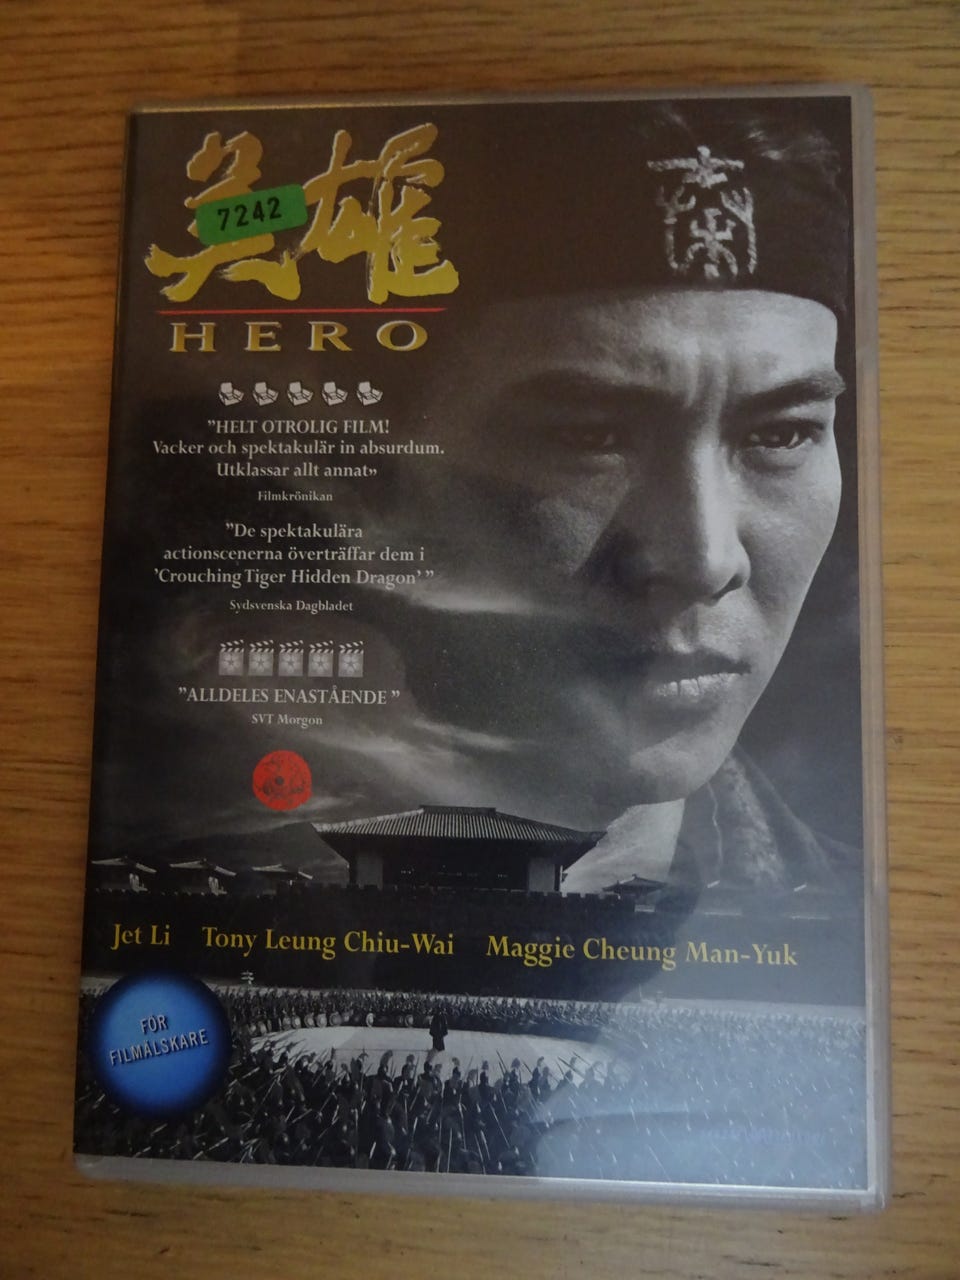 英雄
7242
HERO
”HELT OTROLIG FILM!
Vacker och spektakulär in absurdum.
Utklassar allt annat»
Filmkrönikan
”De spektakulära
actionscenerna överträffar dem i
’Crouching Tiger Hidden Dragon’ ”
Sydsvenska Dagbladet
”ALLDELES ENASTÅENDE ”
SVT Morgon
Jet Li Tony Leung Chiu-Wai Maggie Cheung Man-Yuk
FÖR
FILMÄLSKARE